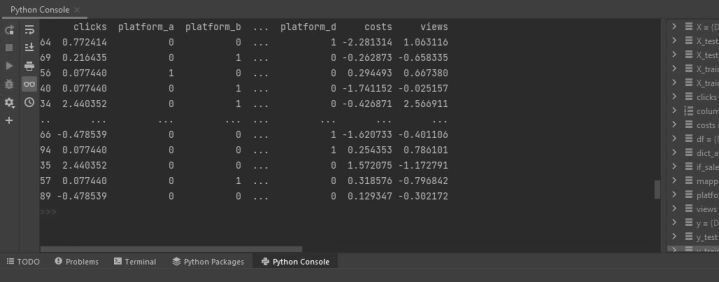 Python Console ×
clicks platform_a platform_b ... platform_d costs views
64 0.772414 0 0 ... 1 -2.281314 1.063116
69 0.216435 0 1 ... 0 -0.262873 -0.658335
56 0.077440 1 0 ... 0 0.294493 0.667380
40 0.077440 0 1 ... 0 -1.741152 -0.025157
34 2.440352 0 1 ... 0 -0.426871 2.566911
.. ... ... ... ... ... ... ...
66 -0.478539 0 0 ... 1 -1.620733 -0.401106
94 0.077440 0 0 ... 1 0.254353 0.786101
35 2.440352 0 0 ... 0 1.572075 -1.172791
57 0.077440 0 1 ... 0 0.318576 -0.796842
89 -0.478539 0 0 ... 0 0.129347 -0.302172
>>>
X = {D
X_test
X_test
X_trai
X_trai
clicks
colum
costs
df = {
dict_a
if_sale
mapp
platfo
views
y = {D
y_test
TODO Problems Terminal Python Packages Python Console